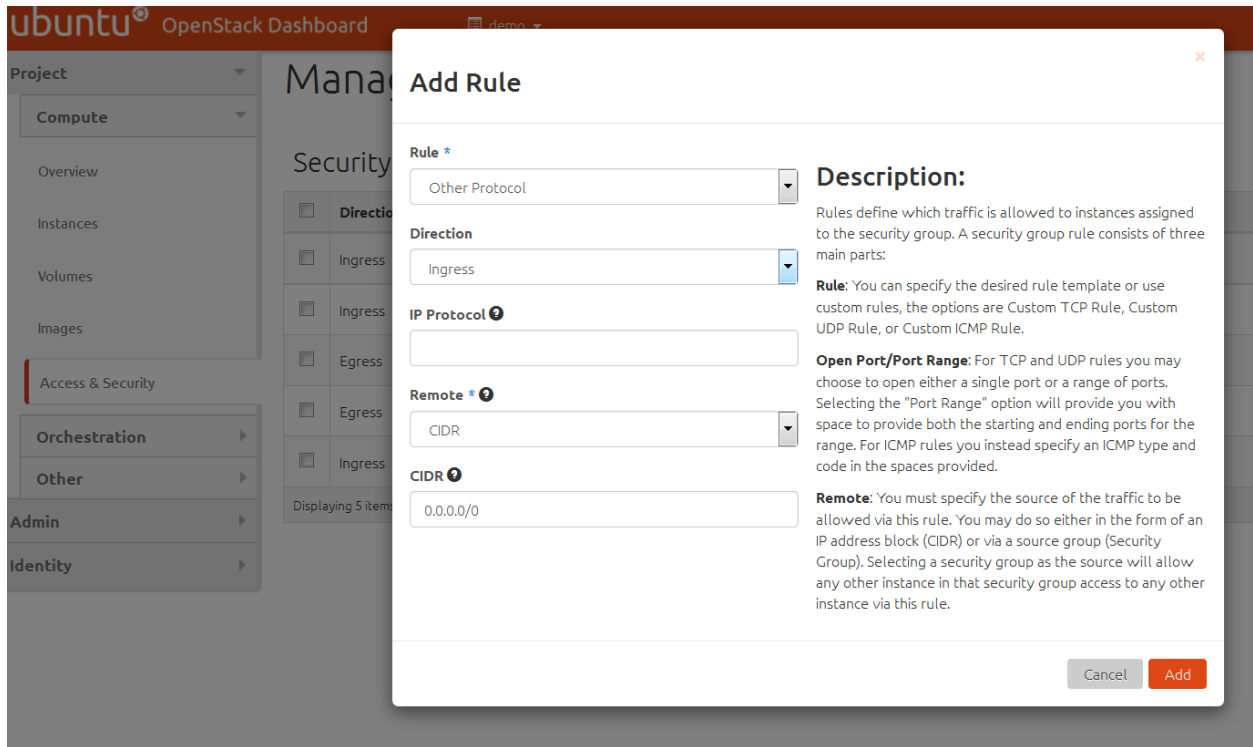 ubuntu® OpenStack Dashboard
demo
Project
Compute
Overview
Instances
Volumes
Images
Access & Security
Orchestration
Other
Admin
Identity
Security
Ingress
Ingress
Egress
Egress
Ingress
Displaying 5 items
Add Rule
×
Rule *
Other Protocol
Direction
Ingress
IP Protocol
Remote *
CIDR
CIDR
0.0.0.0/0
Description:
Rules define which traffic is allowed to instances assigned
to the security group. A security group rule consists of three
main parts:
Rule: You can specify the desired rule template or use
custom rules, the options are Custom TCP Rule, Custom
UDP Rule, or Custom ICMP Rule.
Open Port/Port Range: For TCP and UDP rules you may
choose to open either a single port or a range of ports.
Selecting the "Port Range" option will provide you with
space to provide both the starting and ending ports for the
range. For ICMP rules you instead specify an ICMP type and
code in the spaces provided.
Remote: You must specify the source of the traffic to be
allowed via this rule. You may do so either in the form of an
IP address block (CIDR) or via a source group (Security
Group). Selecting a security group as the source will allow
any other instance in that security group access to any other
instance via this rule.
Cancel
Add